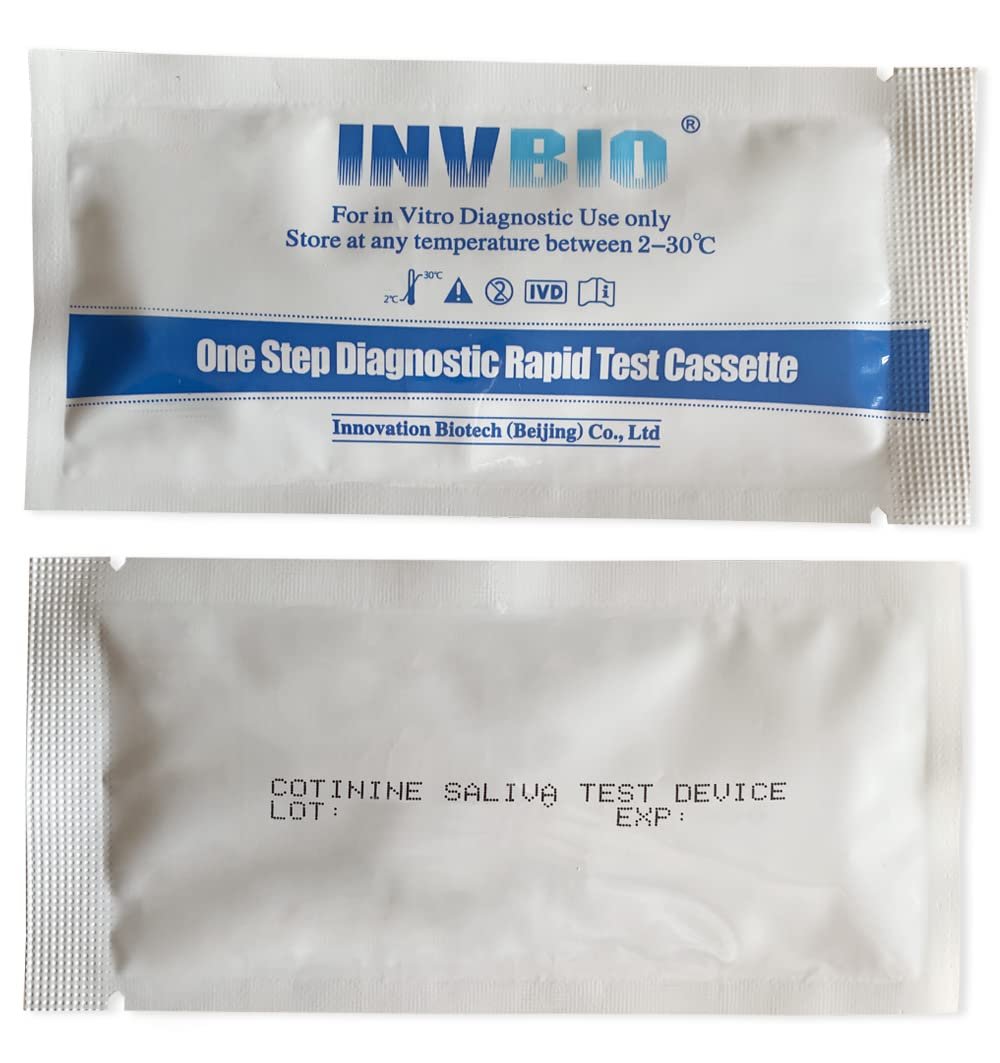 INVBIO®
For in Vitro Diagnostic Use only
Store at any temperature between 2–30℃
2℃ 30℃ IVD i
One Step Diagnostic Rapid Test Cassette
Innovation Biotech (Beijing) Co., Ltd
COTININE SALIVA TEST DEVICE
LOT: EXP: